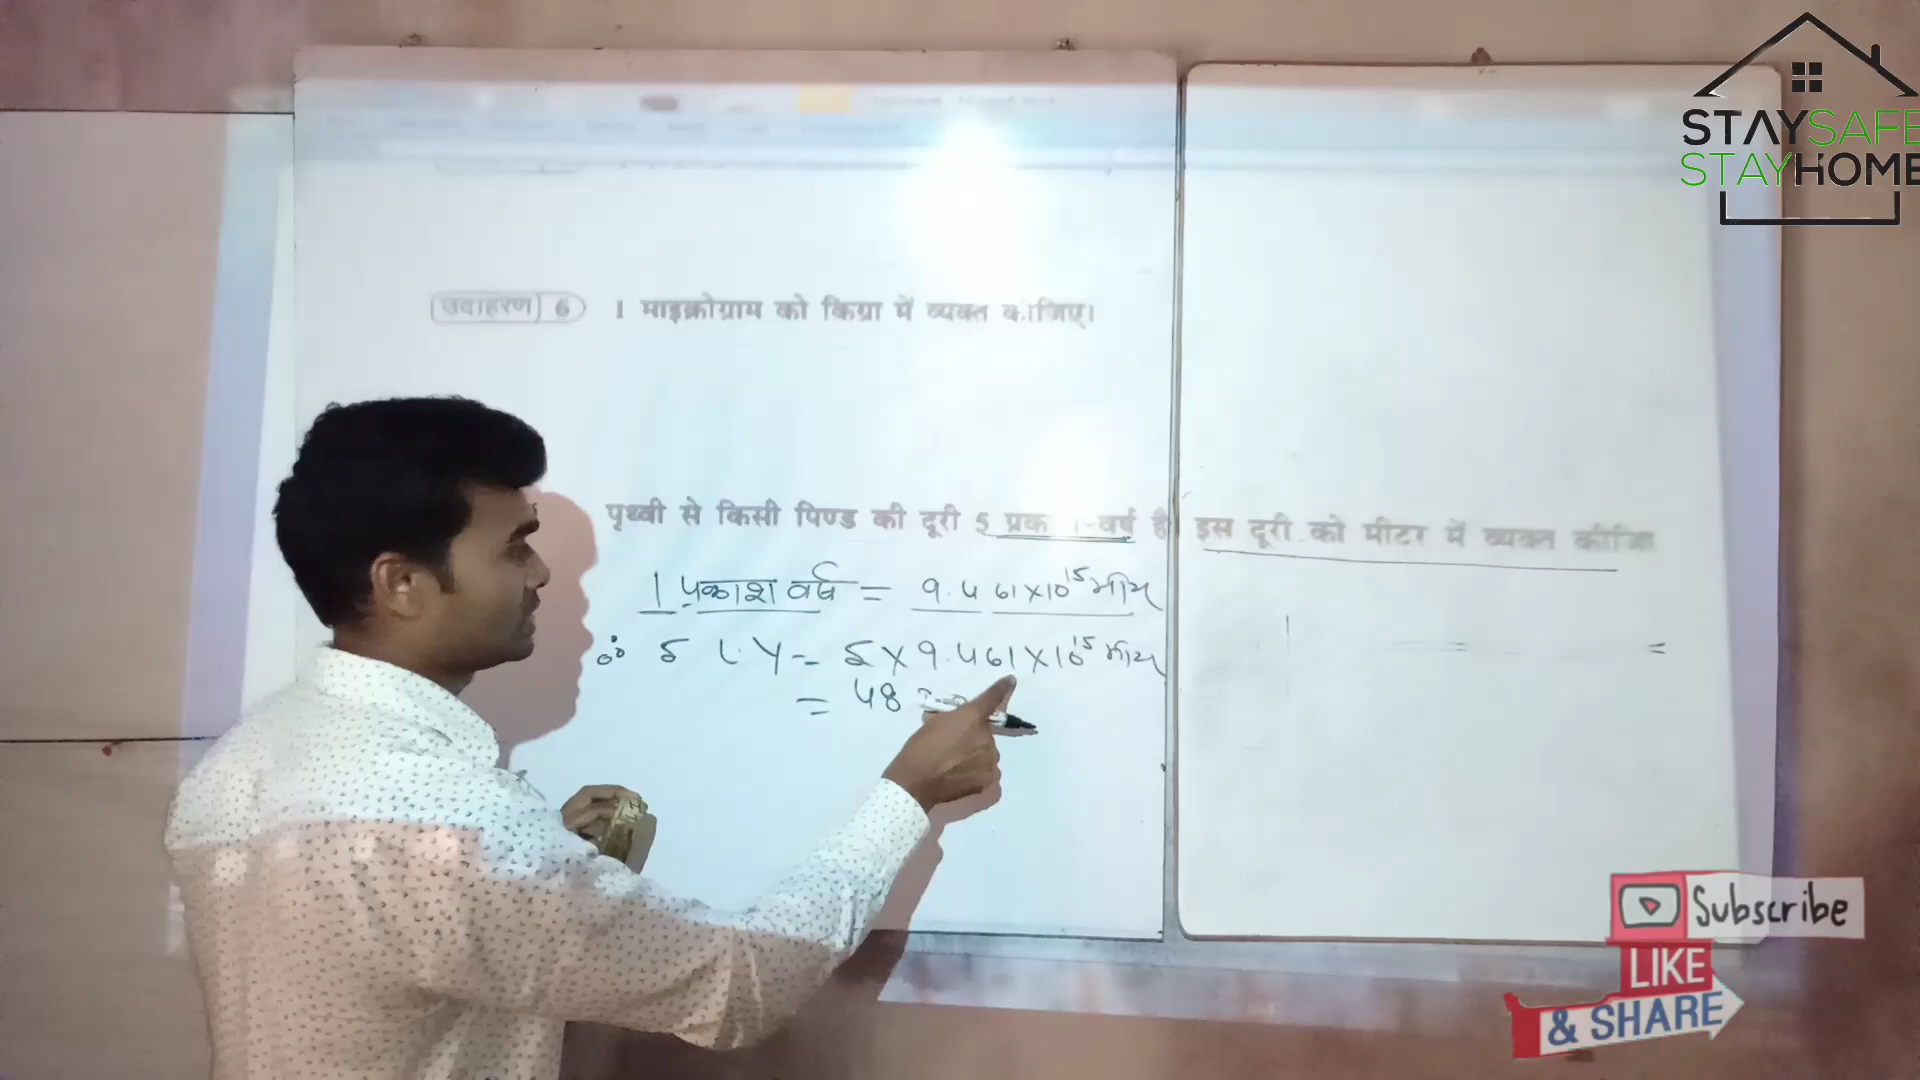 STAYSAFE
STAYHOME
उदाहरण 6 1 माइक्रोग्राम को किग्रा में व्यक्त कीजिए।
पृथ्वी से किसी पिण्ड की दूरी 5 प्रक -वर्ष है इस दूरी को मीटर में व्यक्त कीजिए
1 प्रकाश वर्ष = 9.461×10¹⁵ मीटर
∴ 5 L.Y = 5×9.461×10¹⁵ मीटर
= 48
Subscribe
LIKE
& SHARE